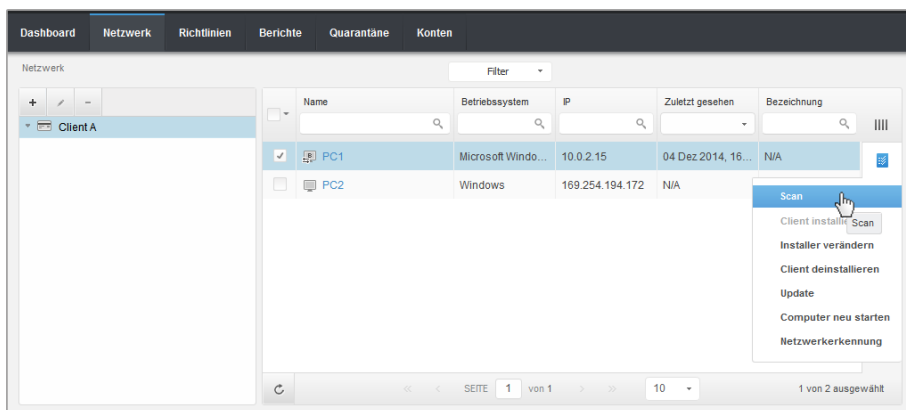 Dashboard Netzwerk Richtlinien Berichte Quarantäne Konten
Netzwerk
Filter
Client A
Name Betriebssystem IP Zuletzt gesehen Bezeichnung
PC1 Microsoft Windo... 10.0.2.15 04 Dez 2014, 16... N/A
PC2 Windows 169.254.194.172 N/A
Scan
Client installie
Scan
Installer verändern
Client deinstallieren
Update
Computer neu starten
Netzwerkerkennung
SEITE 1 von 1 10 1 von 2 ausgewählt